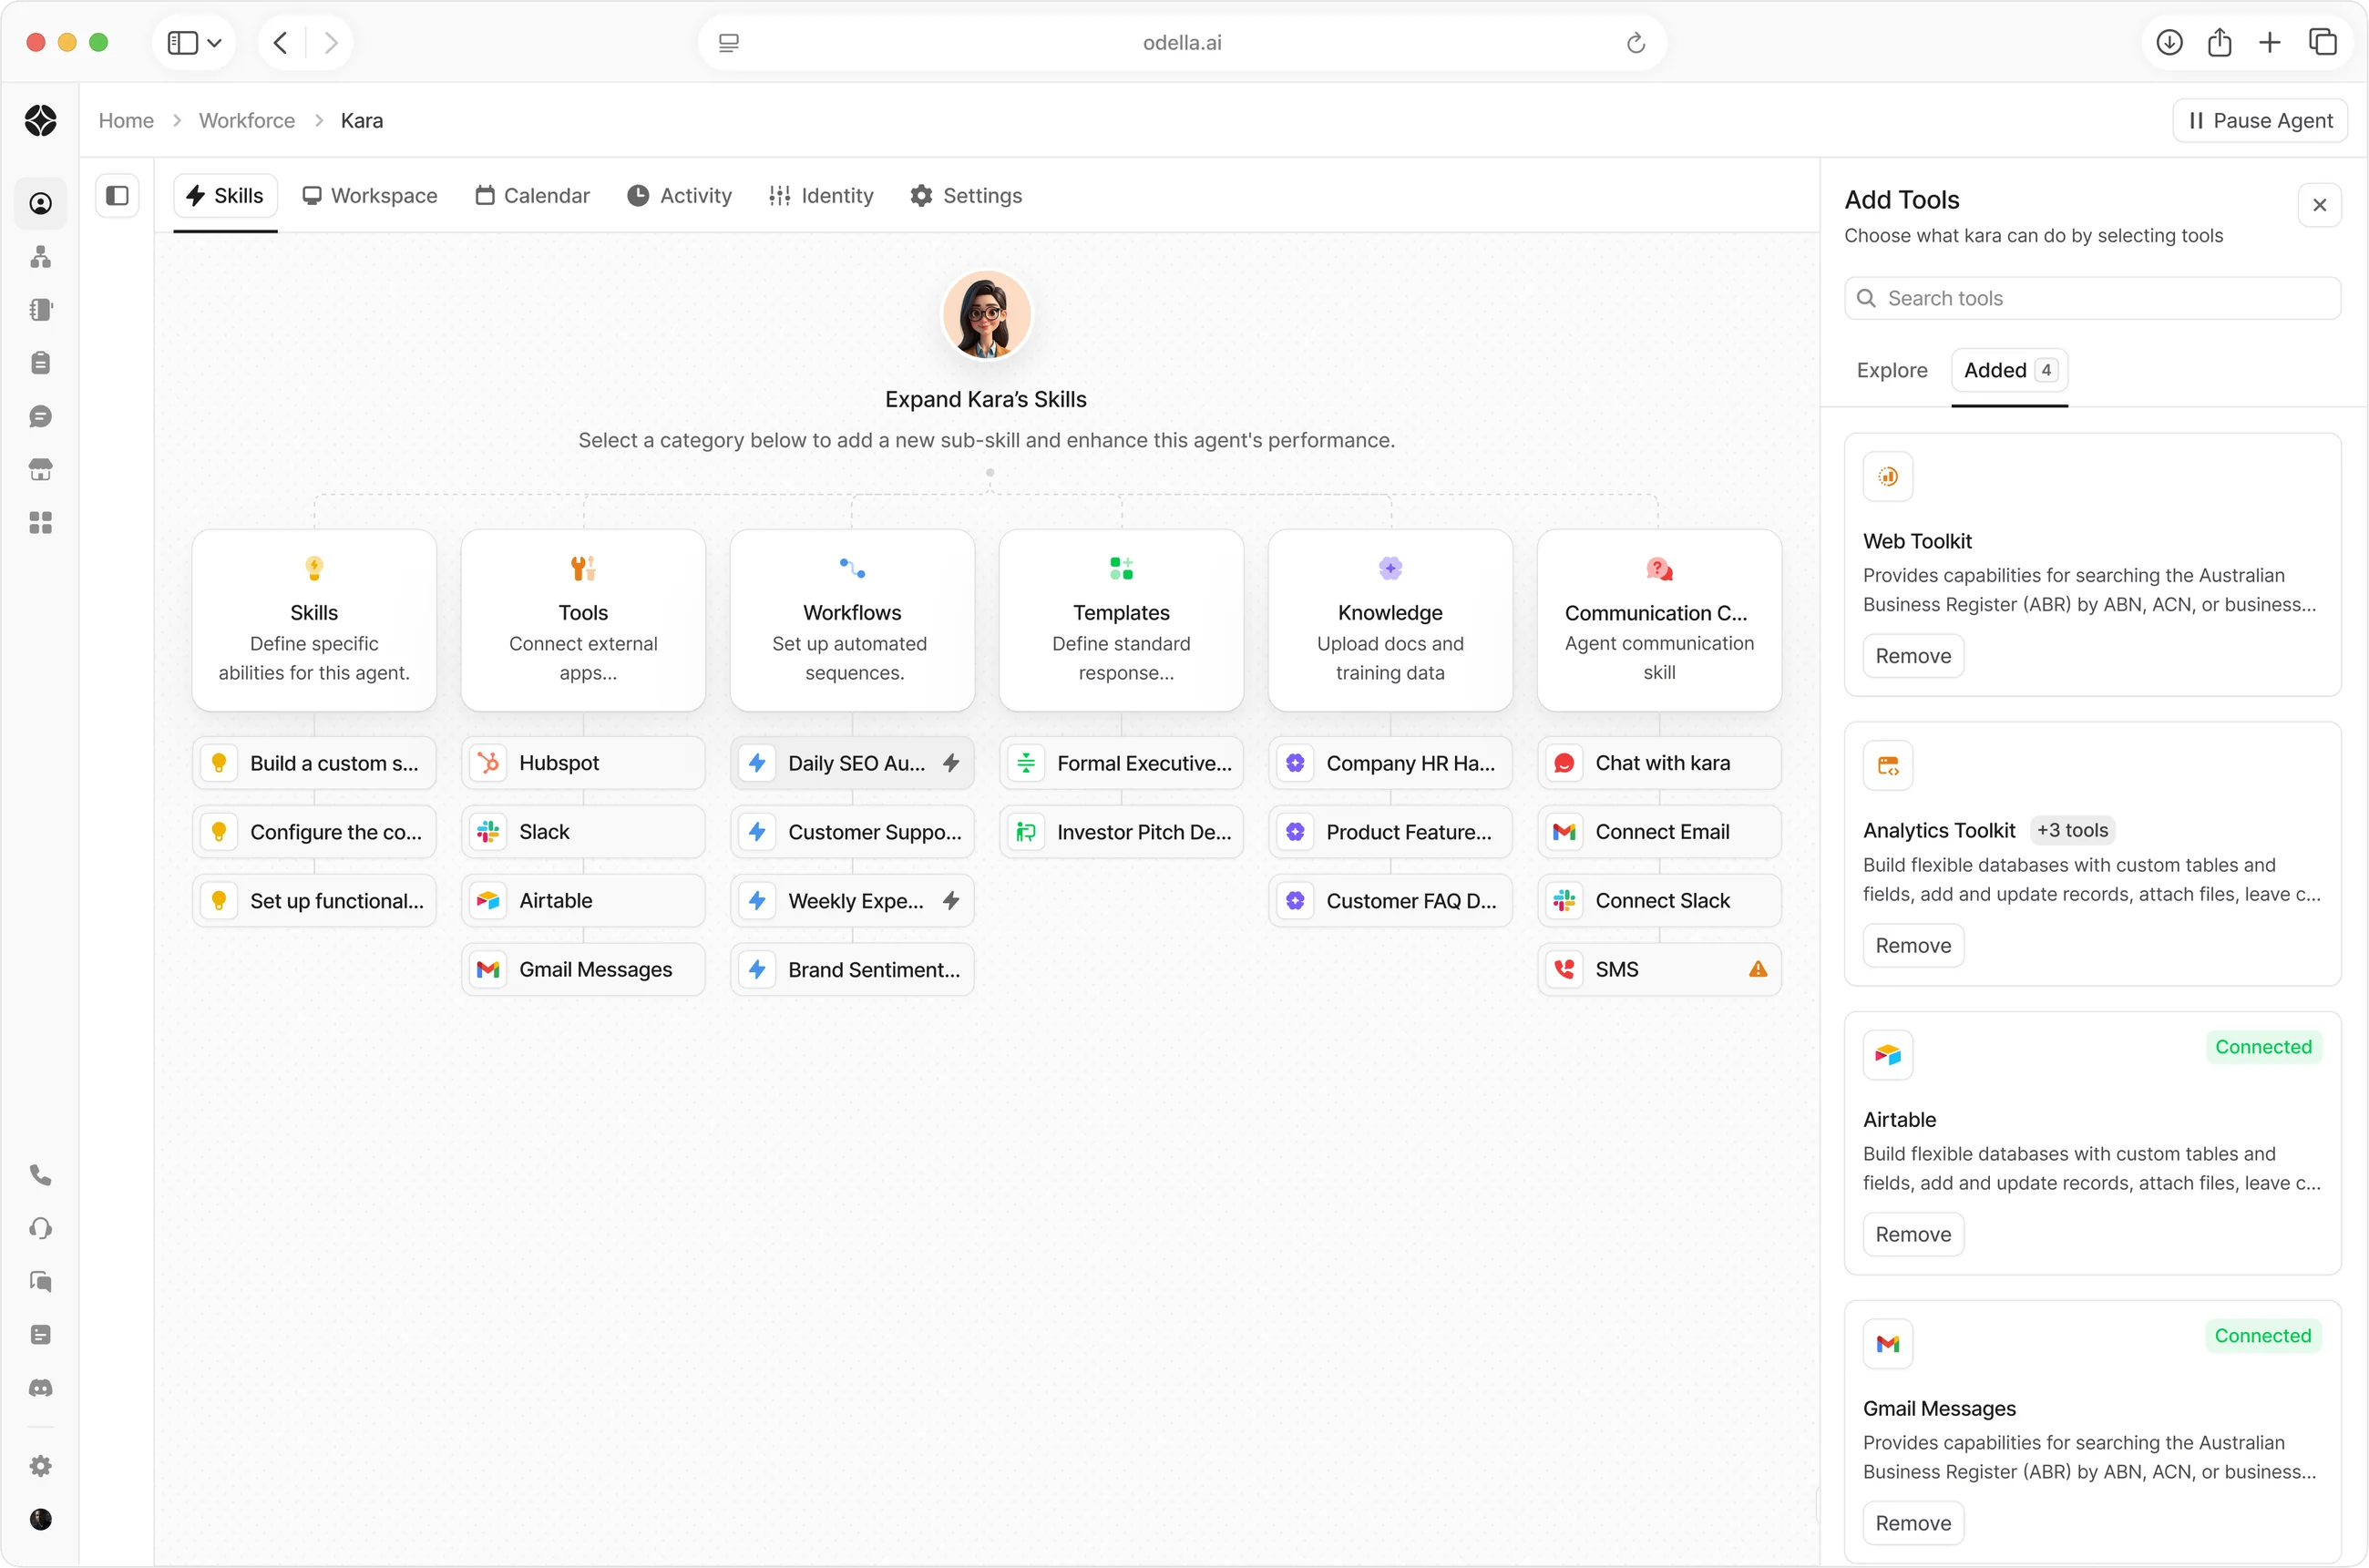 odella.ai
Home
Workforce
Kara
Pause Agent
Skills
Workspace
Calendar
Activity
Identity
Settings
Expand Kara’s Skills
Select a category below to add a new sub-skill and enhance this agent's performance.
Skills
Define specific
abilities for this agent.
Build a custom s...
Configure the co...
Set up functional...
Tools
Connect external
apps...
Hubspot
Slack
Airtable
Gmail Messages
Workflows
Set up automated
sequences.
Daily SEO Au...
Customer Suppo...
Weekly Expe...
Brand Sentiment...
Templates
Define standard
response...
Formal Executive...
Investor Pitch De...
Knowledge
Upload docs and
training data
Company HR Ha...
Product Feature...
Customer FAQ D...
Communication C...
Agent communication
skill
Chat with kara
Connect Email
Connect Slack
SMS
Add Tools
Choose what kara can do by selecting tools
Search tools
Explore
Added 4
Web Toolkit
Provides capabilities for searching the Australian
Business Register (ABR) by ABN, ACN, or business...
Remove
Analytics Toolkit +3 tools
Build flexible databases with custom tables and
fields, add and update records, attach files, leave c...
Remove
Connected
Airtable
Build flexible databases with custom tables and
fields, add and update records, attach files, leave c...
Remove
Connected
Gmail Messages
Provides capabilities for searching the Australian
Business Register (ABR) by ABN, ACN, or business...
Remove